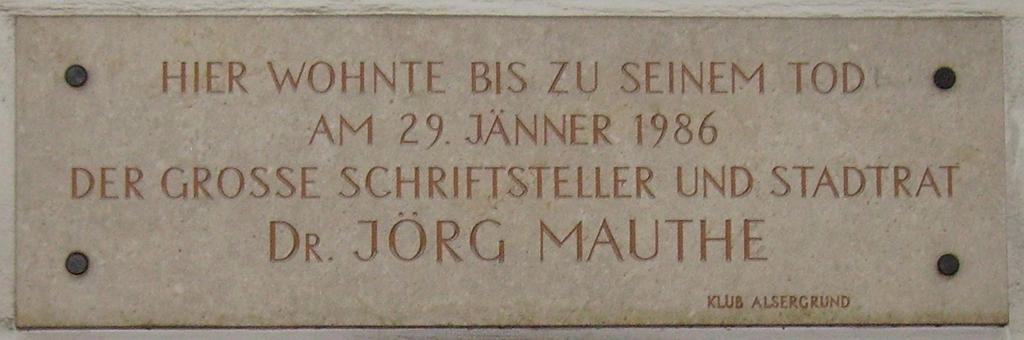 HIER WOHNTE BIS ZU SEINEM TOD
AM 29. JÄNNER 1986
DER GROSSE SCHRIFTSTELLER UND STADTRAT
DR. JÖRG MAUTHE
KLUB ALSERGRUND